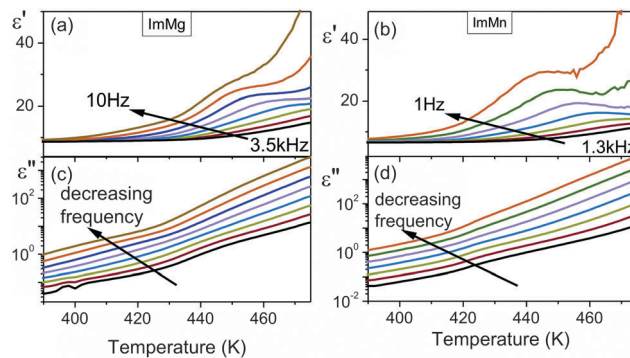 ε'
(a)
ImMg
40
20
10Hz
3.5kHz
ε'
(b)
ImMn
40
20
1Hz
1.3kHz
ε"
(c)
10²
10⁰
decreasing
frequency
400 420 440 460
Temperature (K)
ε"
(d)
10⁴
10²
10⁰
10⁻²
decreasing
frequency
400 420 440 460
Temperature (K)